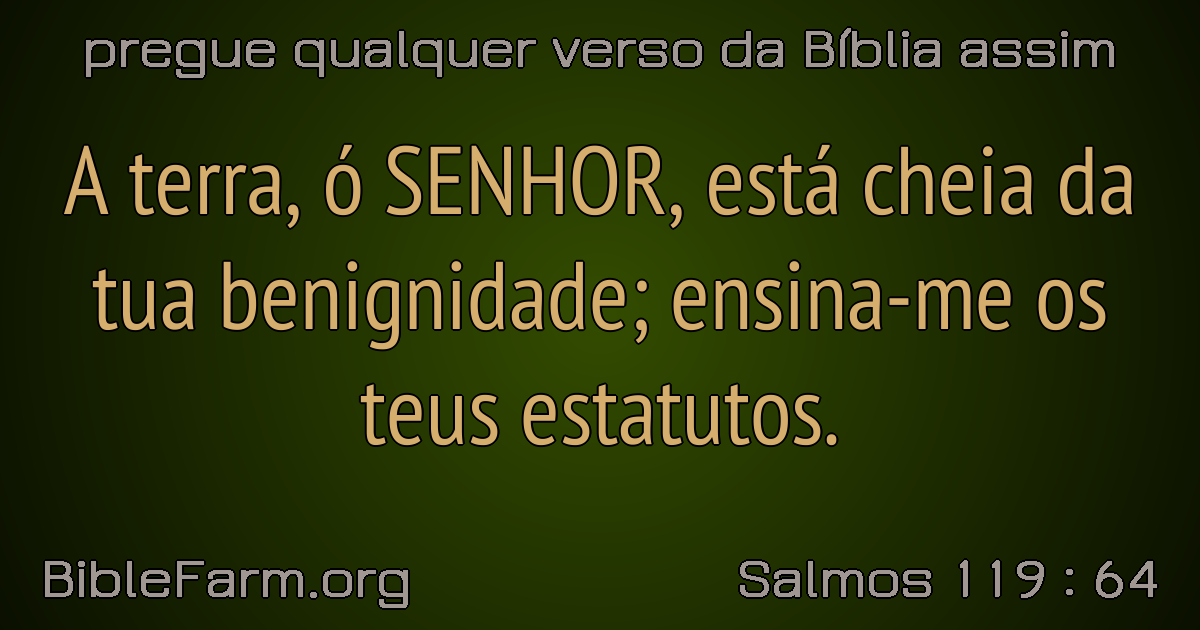 pregue qualquer verso da Bíblia assim
A terra, ó SENHOR, está cheia da
tua benignidade; ensina-me os
teus estatutos.
BibleFarm.org
Salmos 119 : 64